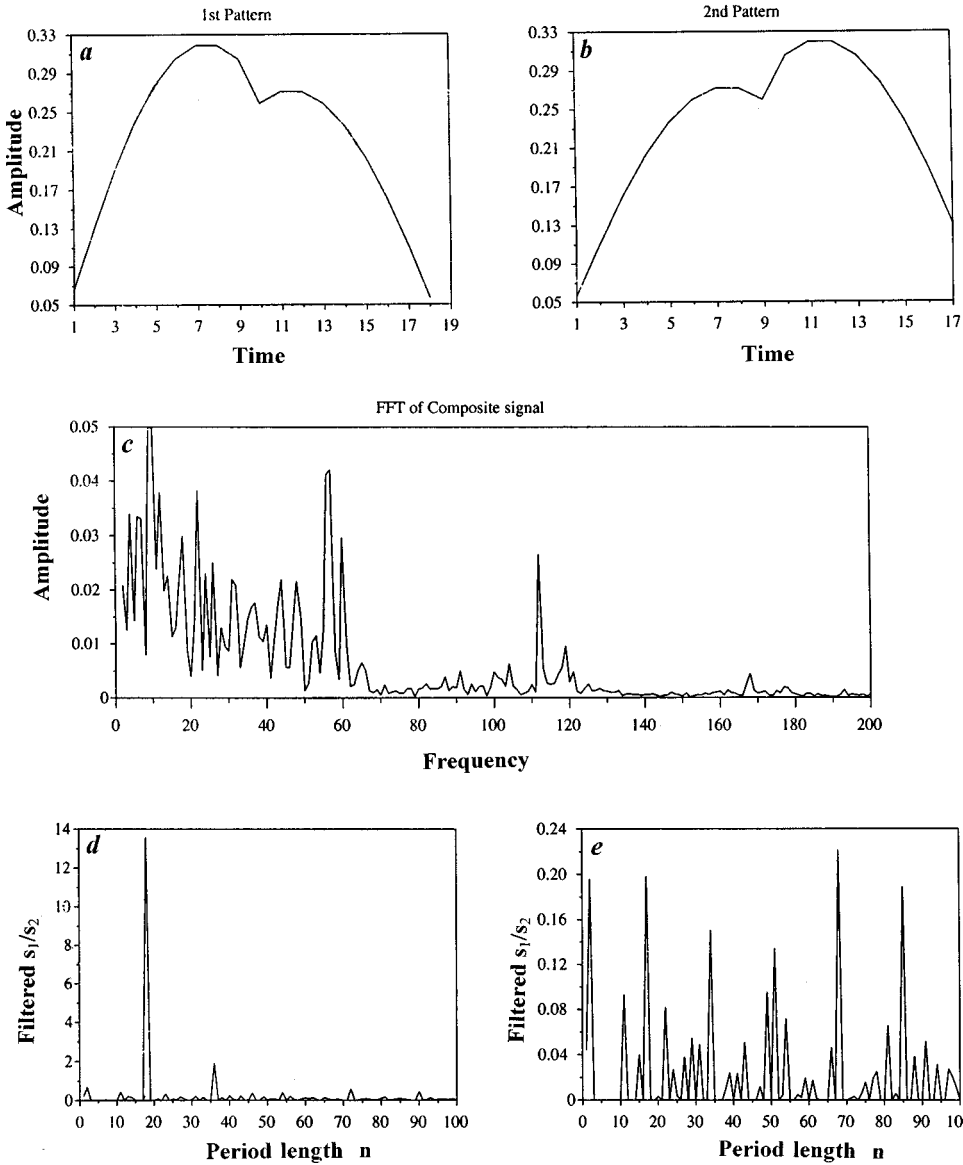 1st Pattern
2nd Pattern
a
b
0.33
0.29
0.25
0.21
0.17
0.13
0.09
0.05
Amplitude
1 3 5 7 9 11 13 15 17 19
Time
0.33
0.29
0.25
0.21
0.17
0.13
0.09
0.05
1 3 5 7 9 11 13 15 17
Time
FFT of Composite signal
c
0.05
0.04
0.03
0.02
0.01
0
Amplitude
0 20 40 60 80 100 120 140 160 180 200
Frequency
d
14
12
10
8
6
4
2
0
Filtered s1/s2
0 10 20 30 40 50 60 70 80 90 100
Period length n
e
0.24
0.20
0.16
0.12
0.08
0.04
0
Filtered s1/s2
0 10 20 30 40 50 60 70 80 90 10
Period length n